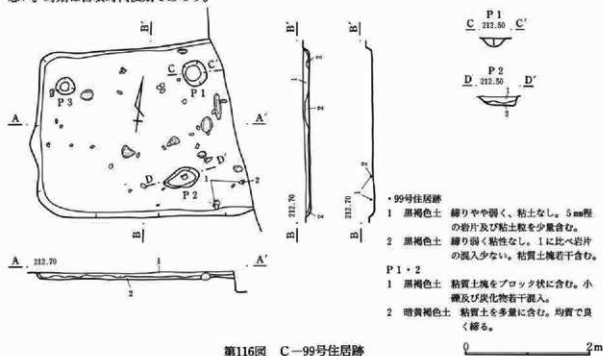 B′
P 1
C 212.50 C′
P 2
D 212.50 D′
1
2
B′
B′
C
C′
P 1
P 3
A
A′
D
D′
P 2
1
2
B
212.70
B
B
212.70
A 212.70
1
A′
2
・99号住居跡
1 黒褐色土 締りやや弱く、粘土なし。5㎜程
の岩片及び粘土粒を少量含む。
2 黒褐色土 締り弱く粘性なし。1に比べ岩片
の混入少ない。粘質土塊若干含む。
P 1・2
1 黒褐色土 粘質土塊をブロック状に含む。小
礫及び炭化物若干混入。
2 暗黄褐色土 粘質土を多量に含む。均質で良
く締る。
0 2m
第116図 C―99号住居跡